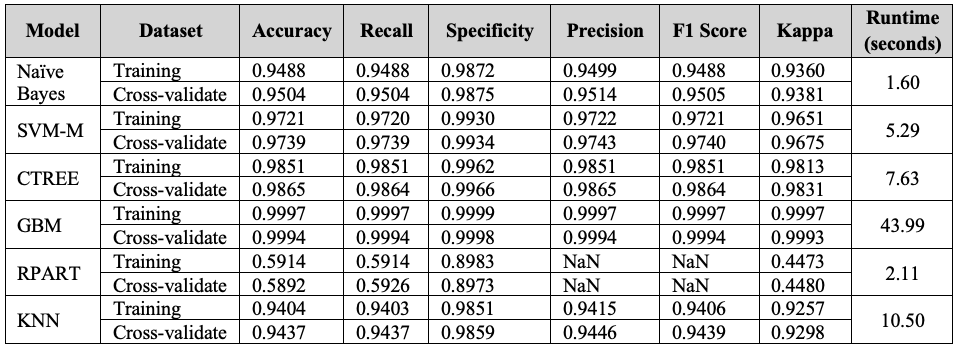 Model Dataset Accuracy Recall Specificity Precision F1 Score Kappa Runtime (seconds)
Naïve Bayes Training 0.9488 0.9488 0.9872 0.9499 0.9488 0.9360 1.60
Cross-validate 0.9504 0.9504 0.9875 0.9514 0.9505 0.9381
SVM-M Training 0.9721 0.9720 0.9930 0.9722 0.9721 0.9651 5.29
Cross-validate 0.9739 0.9739 0.9934 0.9743 0.9740 0.9675
CTREE Training 0.9851 0.9851 0.9962 0.9851 0.9851 0.9813 7.63
Cross-validate 0.9865 0.9864 0.9966 0.9865 0.9864 0.9831
GBM Training 0.9997 0.9997 0.9999 0.9997 0.9997 0.9997 43.99
Cross-validate 0.9994 0.9994 0.9998 0.9994 0.9994 0.9993
RPART Training 0.5914 0.5914 0.8983 NaN NaN 0.4473 2.11
Cross-validate 0.5892 0.5926 0.8973 NaN NaN 0.4480
KNN Training 0.9404 0.9403 0.9851 0.9415 0.9406 0.9257 10.50
Cross-validate 0.9437 0.9437 0.9859 0.9446 0.9439 0.9298